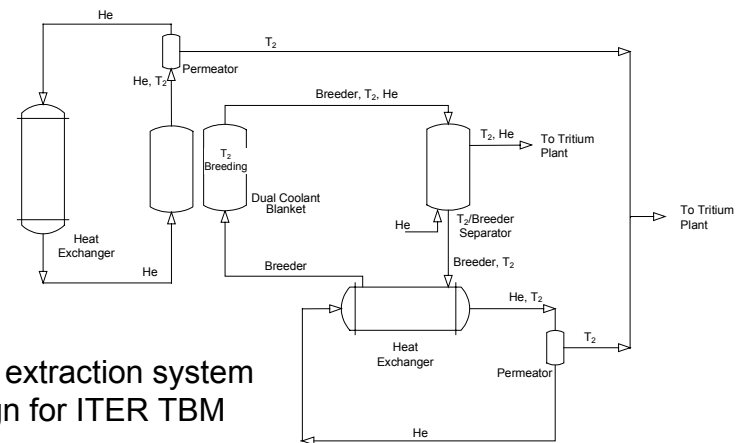 He
T₂
Permeator
He, T₂
Breeder, T₂, He
T₂
Breeding
T₂, He
To Tritium
Plant
Dual Coolant
Blanket
He
T₂/Breeder
Separator
To Tritium
Plant
Heat
Exchanger
He
Breeder
Breeder, T₂
He, T₂
Heat
Exchanger
T₂
Permeator
He
extraction system
gn for ITER TBM